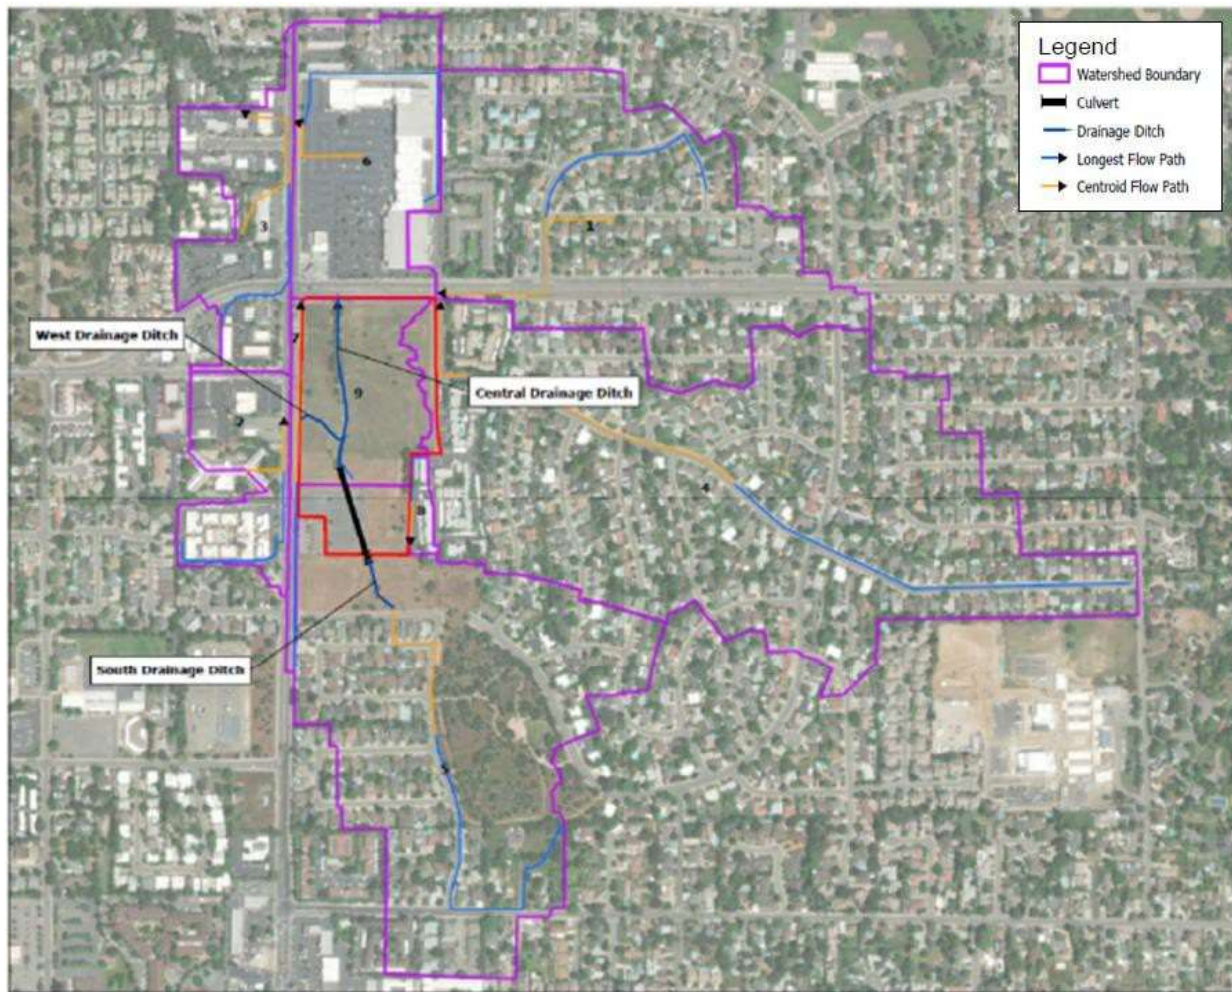 Legend
Watershed Boundary
Culvert
Drainage Ditch
Longest Flow Path
Centroid Flow Path
6
1
3
West Drainage Ditch
7
Central Drainage Ditch
9
2
4
8
South Drainage Ditch
5